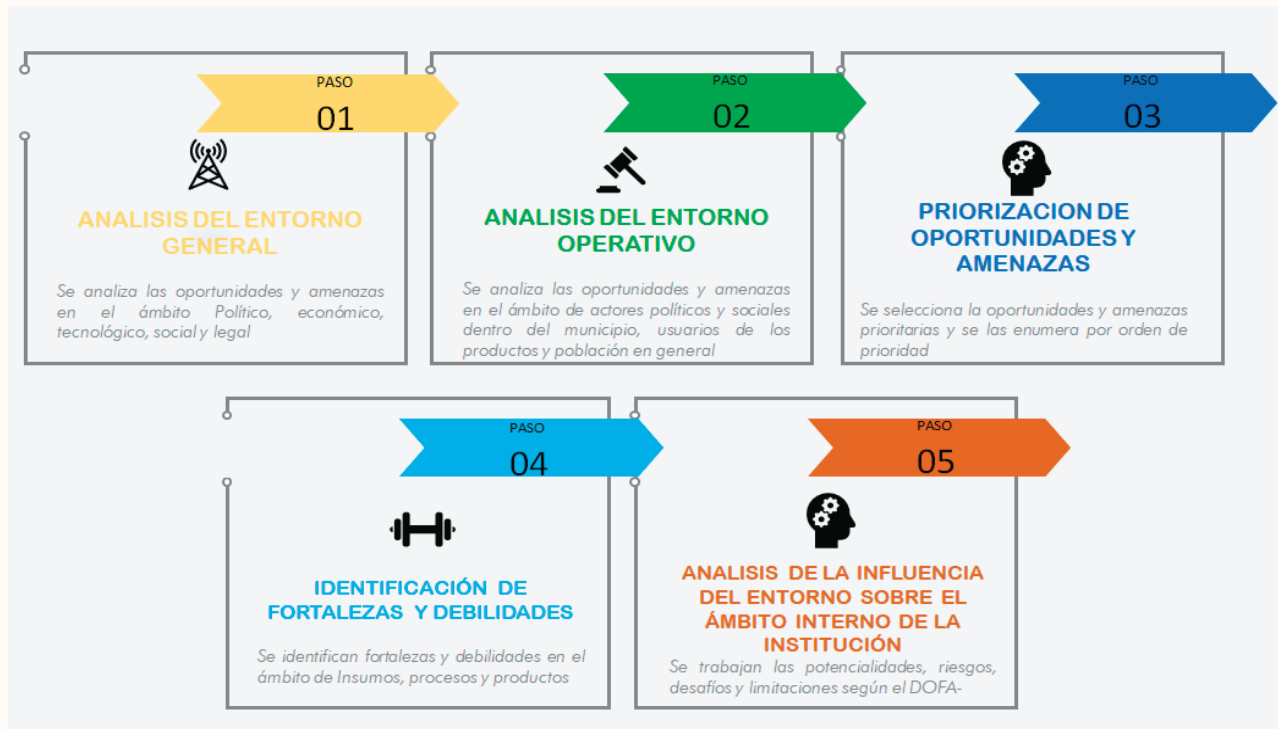 PASO
01
ANALISIS DEL ENTORNO
GENERAL
Se analiza las oportunidades y amenazas
en el ámbito Político, económico,
tecnológico, social y legal
PASO
02
ANALISIS DEL ENTORNO
OPERATIVO
Se analiza las oportunidades y amenazas
en el ámbito de actores políticos y sociales
dentro del municipio, usuarios de los
productos y población en general
PASO
03
PRIORIZACION DE
OPORTUNIDADES Y
AMENAZAS
Se selecciona la oportunidades y amenazas
prioritarias y se las enumera por orden de
prioridad
PASO
04
IDENTIFICACIÓN DE
FORTALEZAS Y DEBILIDADES
Se identifican fortalezas y debilidades en el
ámbito de Insumos, procesos y productos
PASO
05
ANALISIS DE LA INFLUENCIA
DEL ENTORNO SOBRE EL
ÁMBITO INTERNO DE LA
INSTITUCIÓN
Se trabajan las potencialidades, riesgos,
desafíos y limitaciones según el DOFA-